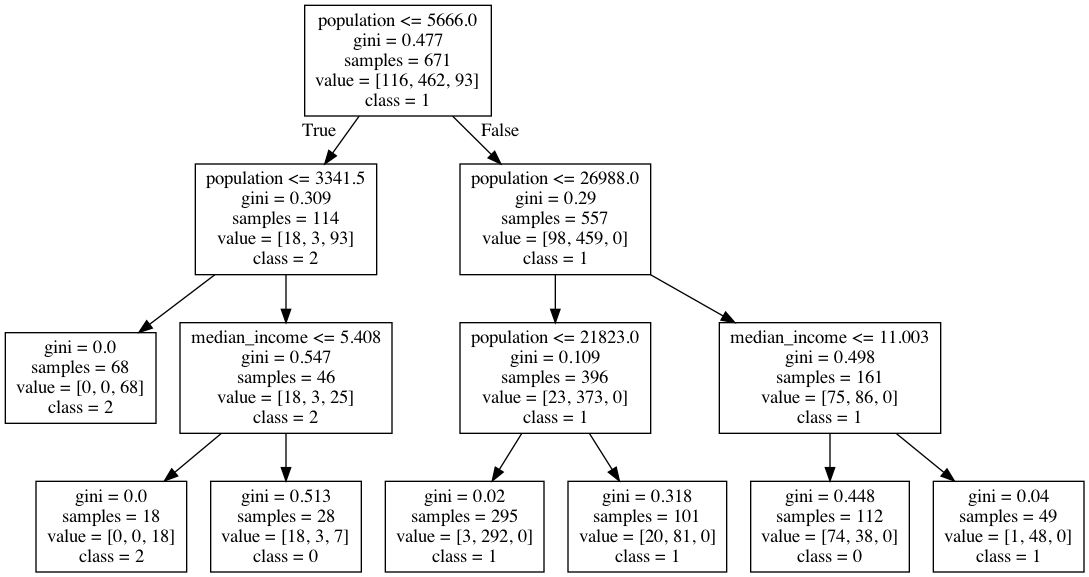 population <= 5666.0
gini = 0.477
samples = 671
value = [116, 462, 93]
class = 1
True
False
population <= 3341.5
gini = 0.309
samples = 114
value = [18, 3, 93]
class = 2
population <= 26988.0
gini = 0.29
samples = 557
value = [98, 459, 0]
class = 1
gini = 0.0
samples = 68
value = [0, 0, 68]
class = 2
median_income <= 5.408
gini = 0.547
samples = 46
value = [18, 3, 25]
class = 2
population <= 21823.0
gini = 0.109
samples = 396
value = [23, 373, 0]
class = 1
median_income <= 11.003
gini = 0.498
samples = 161
value = [75, 86, 0]
class = 1
gini = 0.0
samples = 18
value = [0, 0, 18]
class = 2
gini = 0.513
samples = 28
value = [18, 3, 7]
class = 0
gini = 0.02
samples = 295
value = [3, 292, 0]
class = 1
gini = 0.318
samples = 101
value = [20, 81, 0]
class = 1
gini = 0.448
samples = 112
value = [74, 38, 0]
class = 0
gini = 0.04
samples = 49
value = [1, 48, 0]
class = 1